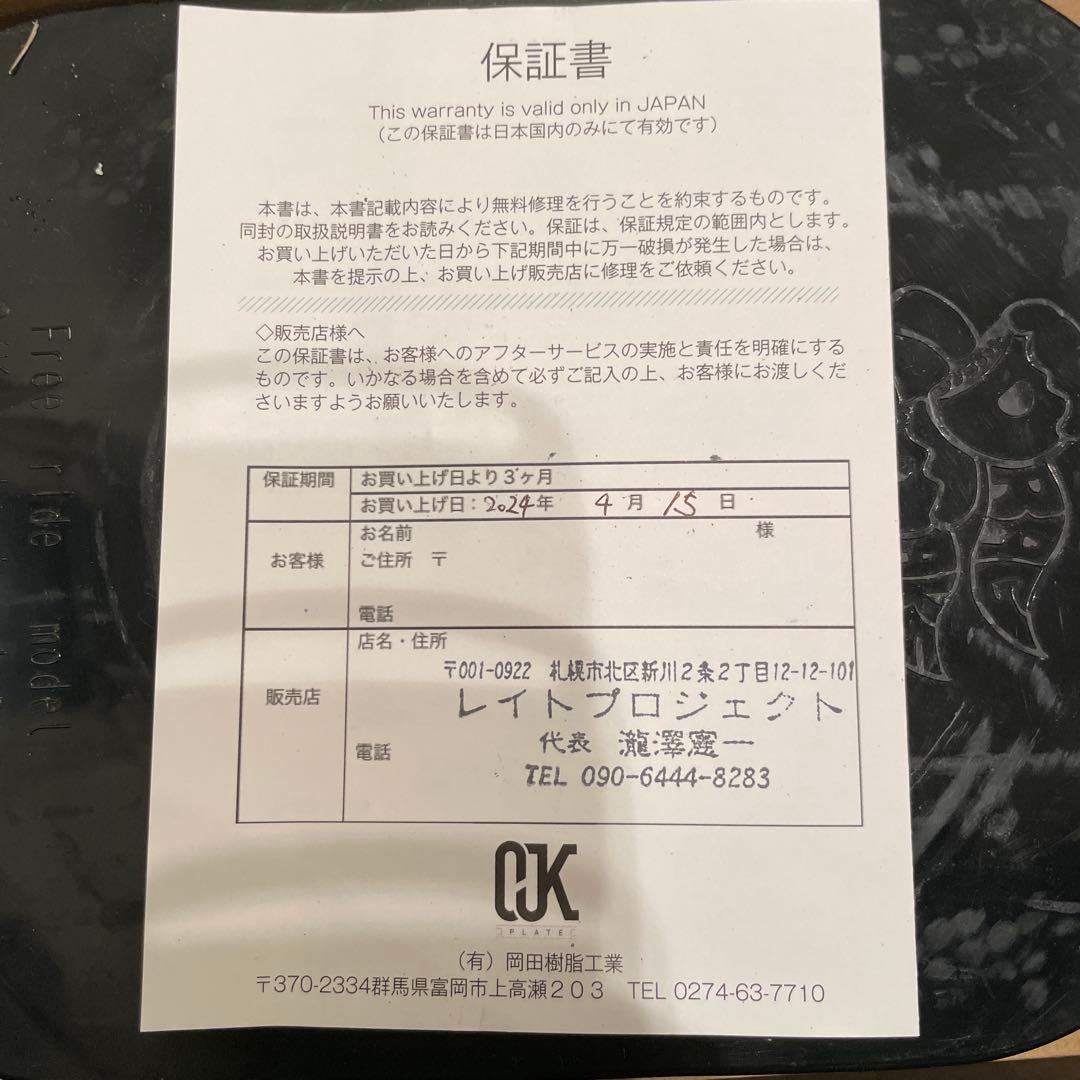 保証書
This warranty is valid only in JAPAN
（この保証書は日本国内のみにて有効です）
本書は、本書記載内容により無料修理を行うことを約束するものです。
同封の取扱説明書をお読みください。保証は、保証規定の範囲内とします。
お買い上げいただいた日から下記期間中に万一破損が発生した場合は、
本書を提示の上、お買い上げ販売店に修理をご依頼ください。
◇販売店様へ
この保証書は、お客様へのアフターサービスの実施と責任を明確にする
ものです。いかなる場合を含めて必ずご記入の上、お客様にお渡しくだ
さいますようお願いいたします。
保証期間
お買い上げ日より３ヶ月
お買い上げ日：2024年 4月 15日
お客様
お名前 様
ご住所 〒
電話
販売店
店名・住所
〒001-0922 札幌市北区新川２条２丁目12-12-101
レイトプロジェクト
代表 瀧澤憲一
電話
TEL 090-6444-8283
OJK
PLATE
（有）岡田樹脂工業
〒370-2334群馬県富岡市上高瀬２０３ TEL 0274-63-7710
Free ride model
DRAG